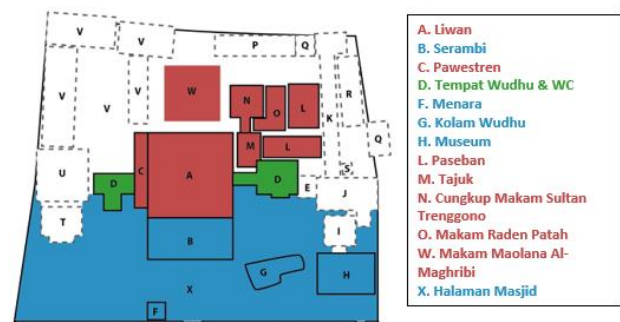 V
V
P
Q
V
V
V
W
N
O
L
K
R
Q
M
L
C
A
D
D
E
S
J
U
T
B
I
G
H
X
F
A. Liwan
B. Serambi
C. Pawestren
D. Tempat Wudhu & WC
F. Menara
G. Kolam Wudhu
H. Museum
L. Paseban
M. Tajuk
N. Cungkup Makam Sultan
Trenggono
O. Makam Raden Patah
W. Makam Maolana Al-
Maghribi
X. Halaman Masjid